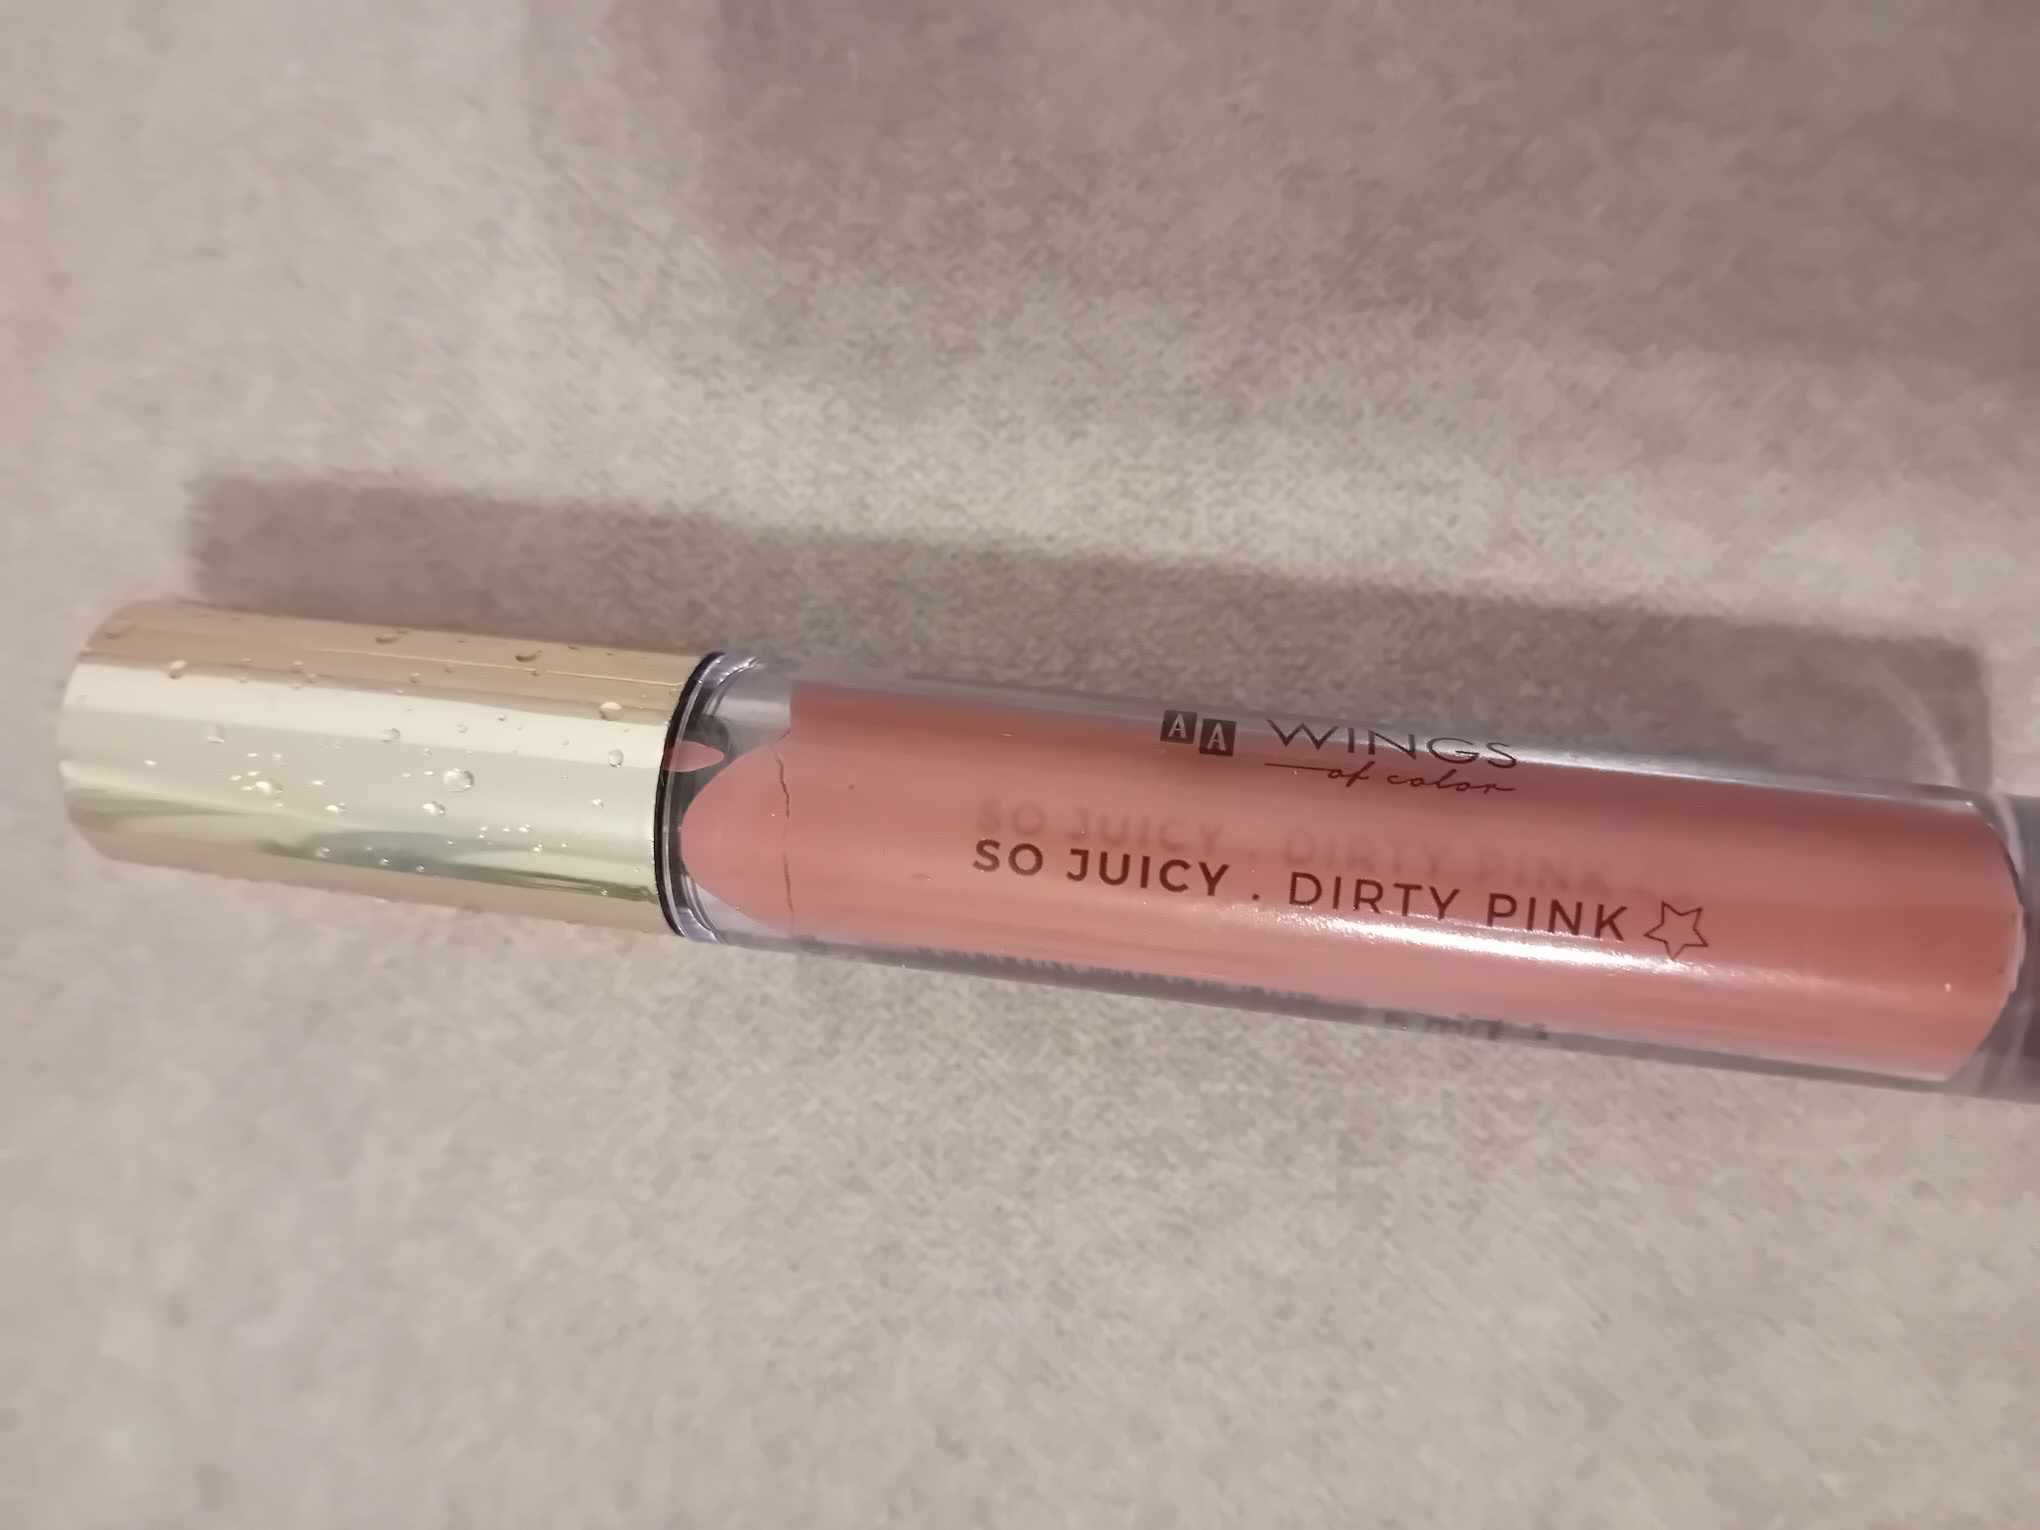 AA WINGS
of color
SO JUICY . DIRTY PINK